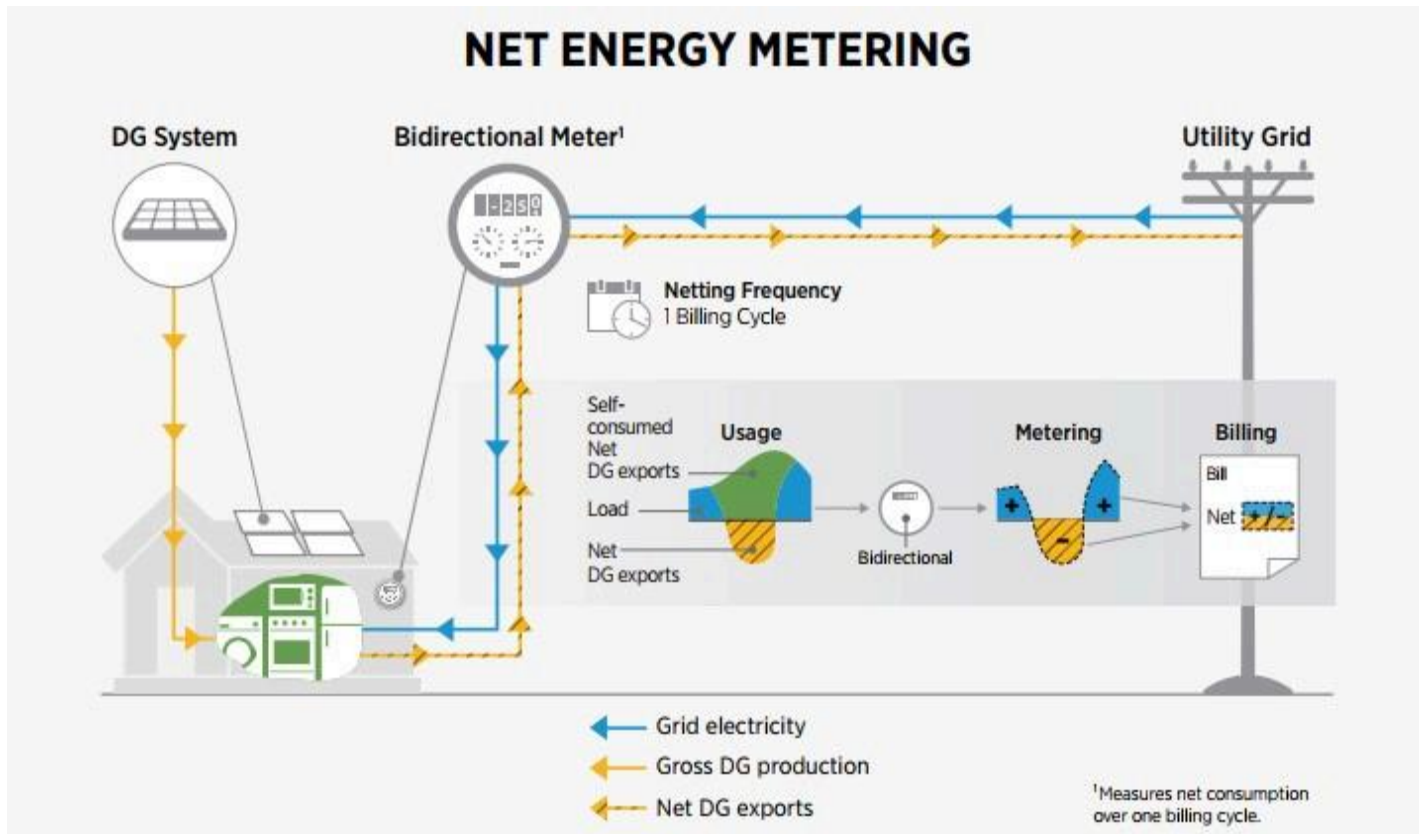 NET ENERGY METERING
DG System
Bidirectional Meter¹
Utility Grid
-250
Netting Frequency
1 Billing Cycle
Self-
consumed
Net
DG exports
Load
Net
DG exports
Usage
Bidirectional
Metering
+
-
+
Billing
Bill
Net +/-
Grid electricity
Gross DG production
Net DG exports
¹Measures net consumption
over one billing cycle.